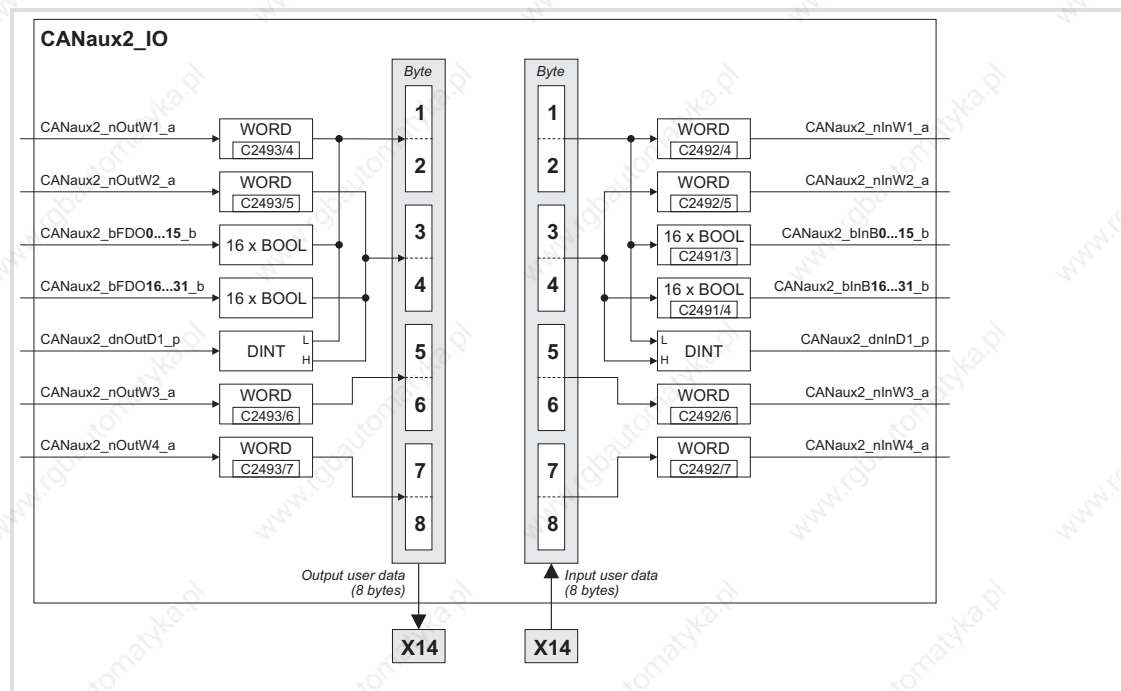 CANaux2_IO
Byte
1
2
3
4
5
6
7
8
CANaux2_nOutW1_a
WORD
C2493/4
CANaux2_nOutW2_a
WORD
C2493/5
CANaux2_bFDO0...15_b
16 x BOOL
CANaux2_bFDO16...31_b
16 x BOOL
CANaux2_dnOutD1_p
DINT
L
H
CANaux2_nOutW3_a
WORD
C2493/6
CANaux2_nOutW4_a
WORD
C2493/7
Output user data
(8 bytes)
X14
Byte
1
2
3
4
5
6
7
8
WORD
C2492/4
CANaux2_nInW1_a
WORD
C2492/5
CANaux2_nInW2_a
16 x BOOL
C2491/3
CANaux2_bInB0...15_b
16 x BOOL
C2491/4
CANaux2_bInB16...31_b
L
H
DINT
CANaux2_dnInD1_p
WORD
C2492/6
CANaux2_nInW3_a
WORD
C2492/7
CANaux2_nInW4_a
Input user data
(8 bytes)
X14
www.rgbautomatyka.pl